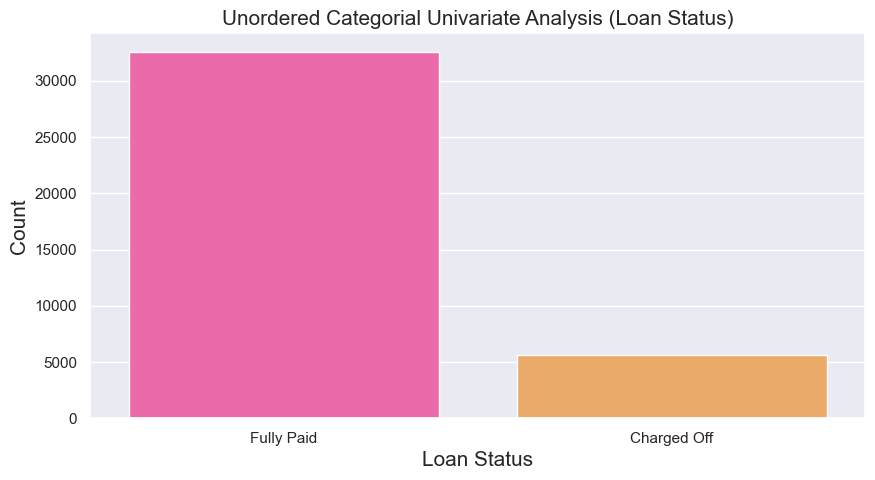 Unordered Categorial Univariate Analysis (Loan Status)
30000
25000
20000
15000
10000
5000
0
Count
Fully Paid
Charged Off
Loan Status